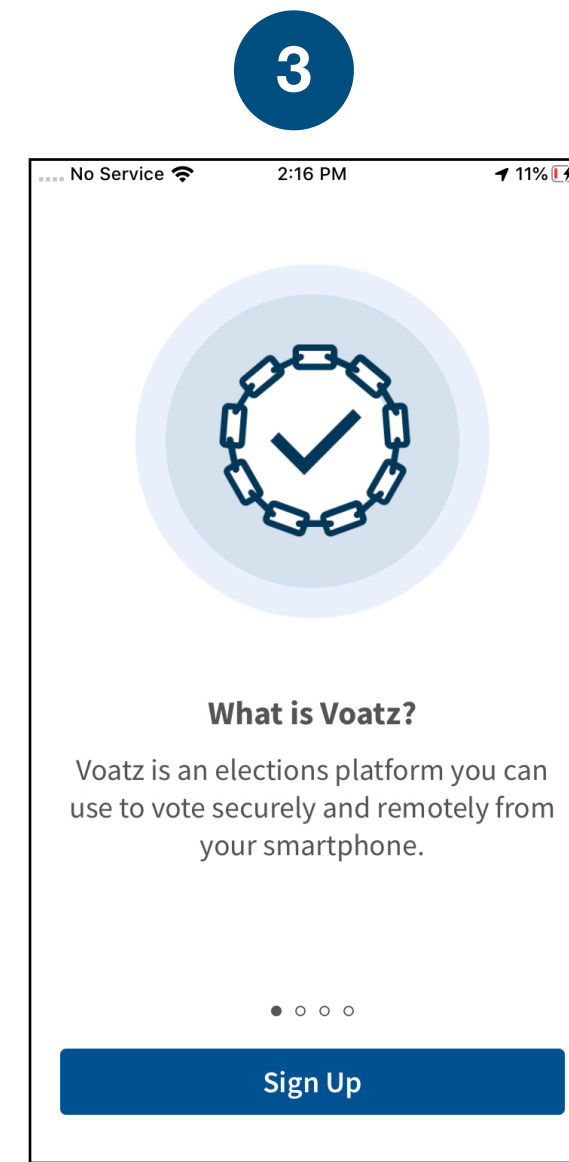 3
No Service 2:16 PM 11%
What is Voatz?
Voatz is an elections platform you can
use to vote securely and remotely from
your smartphone.
Sign Up